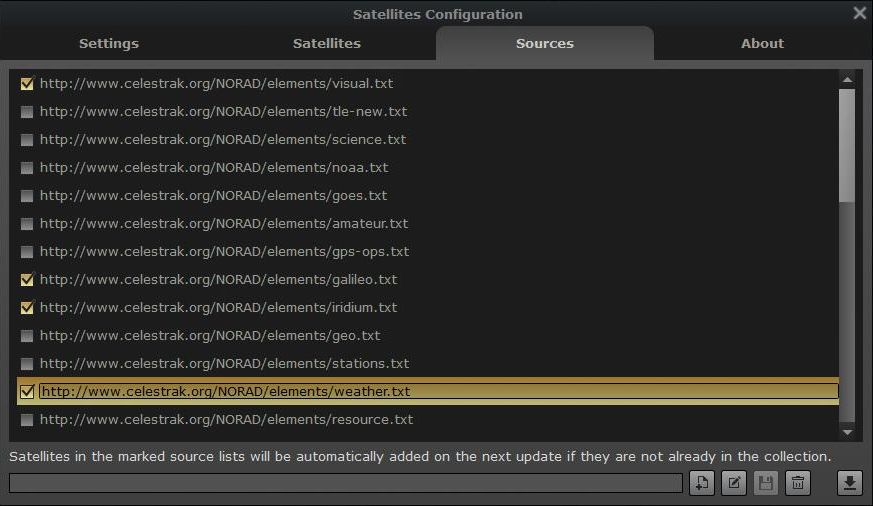 Satellites Configuration
Settings Satellites Sources About
http://www.celestrak.org/NORAD/elements/visual.txt
http://www.celestrak.org/NORAD/elements/tle-new.txt
http://www.celestrak.org/NORAD/elements/science.txt
http://www.celestrak.org/NORAD/elements/noaa.txt
http://www.celestrak.org/NORAD/elements/goes.txt
http://www.celestrak.org/NORAD/elements/amateur.txt
http://www.celestrak.org/NORAD/elements/gps-ops.txt
http://www.celestrak.org/NORAD/elements/galileo.txt
http://www.celestrak.org/NORAD/elements/iridium.txt
http://www.celestrak.org/NORAD/elements/geo.txt
http://www.celestrak.org/NORAD/elements/stations.txt
http://www.celestrak.org/NORAD/elements/weather.txt
http://www.celestrak.org/NORAD/elements/resource.txt
Satellites in the marked source lists will be automatically added on the next update if they are not already in the collection.